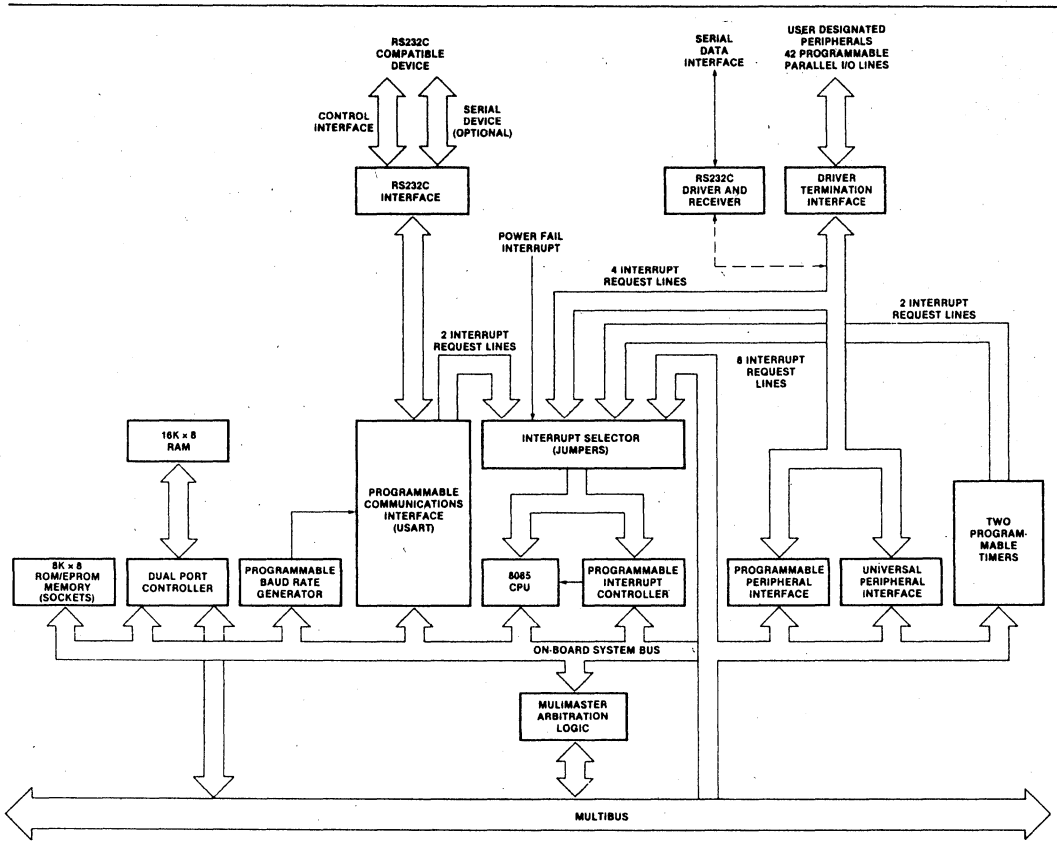 RS232C
COMPATIBLE
DEVICE
SERIAL
DATA
INTERFACE
USER DESIGNATED
PERIPHERALS
42 PROGRAMMABLE
PARALLEL I/O LINES
CONTROL
INTERFACE
SERIAL
DEVICE
(OPTIONAL)
RS232C
INTERFACE
RS232C
DRIVER AND
RECEIVER
DRIVER
TERMINATION
INTERFACE
POWER FAIL
INTERRUPT
4 INTERRUPT
REQUEST LINES
2 INTERRUPT
REQUEST LINES
2 INTERRUPT
REQUEST LINES
8 INTERRUPT
REQUEST
LINES
16K × 8
RAM
INTERRUPT SELECTOR
(JUMPERS)
PROGRAMMABLE
COMMUNICATIONS
INTERFACE
(USART)
TWO
PROGRAM-
MABLE
TIMERS
8K × 8
ROM/EPROM
MEMORY
(SOCKETS)
DUAL PORT
CONTROLLER
PROGRAMMABLE
BAUD RATE
GENERATOR
8085
CPU
PROGRAMMABLE
INTERRUPT
CONTROLLER
PROGRAMMABLE
PERIPHERAL
INTERFACE
UNIVERSAL
PERIPHERAL
INTERFACE
ON-BOARD SYSTEM BUS
MULIMASTER
ARBITRATION
LOGIC
MULTIBUS